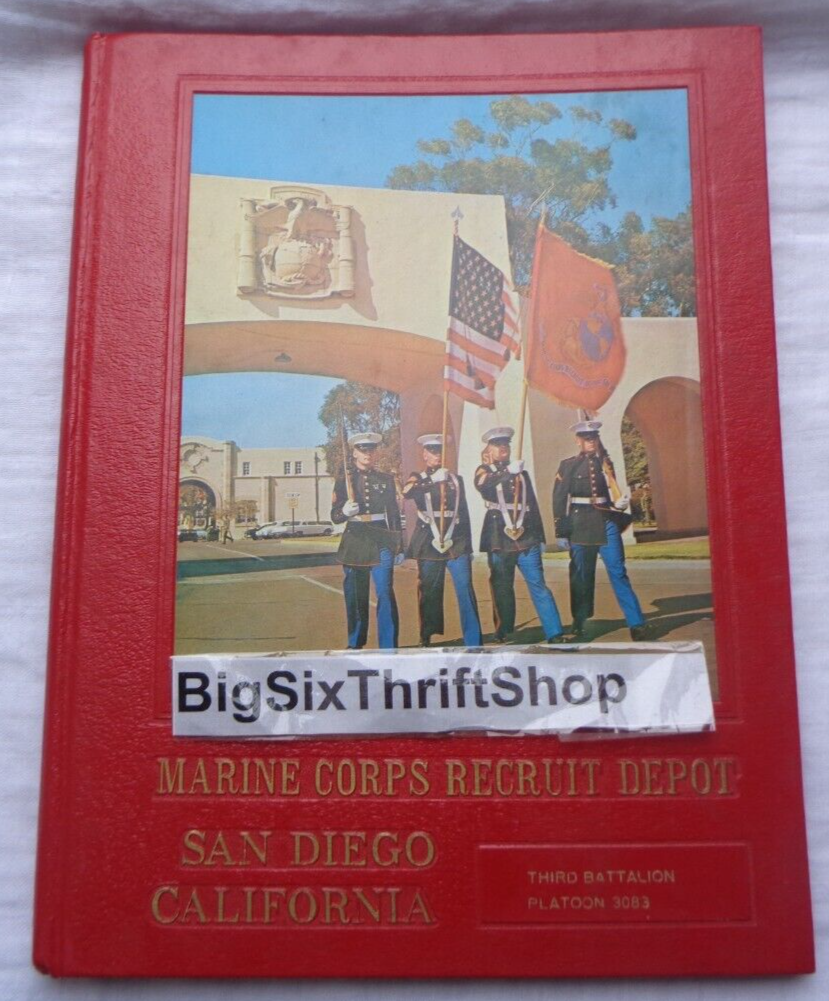 BigSixThriftShop
MARINE CORPS RECRUIT DEPOT
SAN DIEGO
CALIFORNIA
THIRD BATTALION
PLATOON 3083